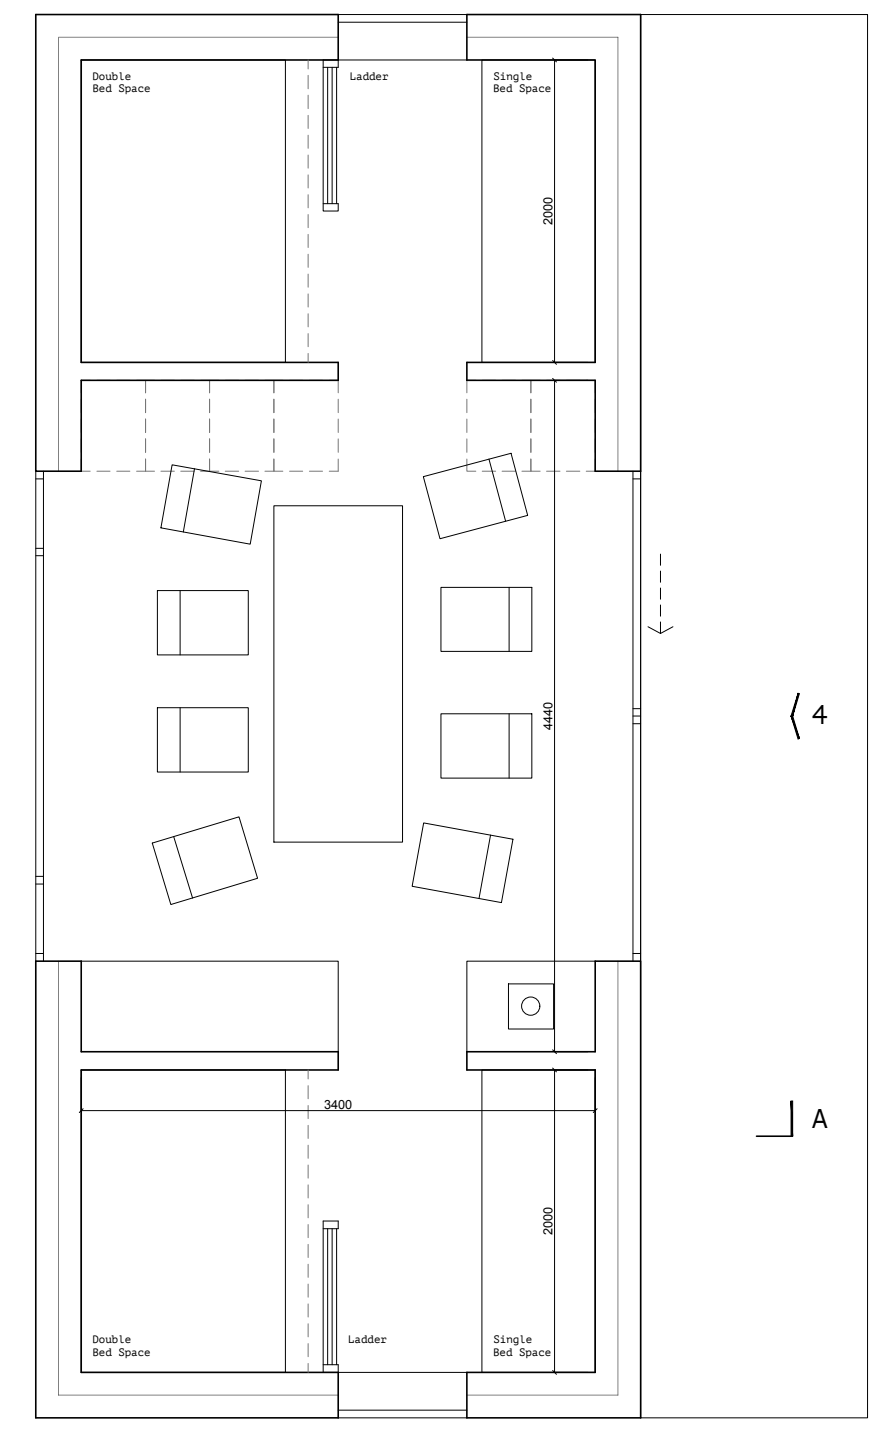 Double
Bed Space
Ladder
Single
Bed Space
2000
4440
4
3400
A
2000
Double
Bed Space
Ladder
Single
Bed Space